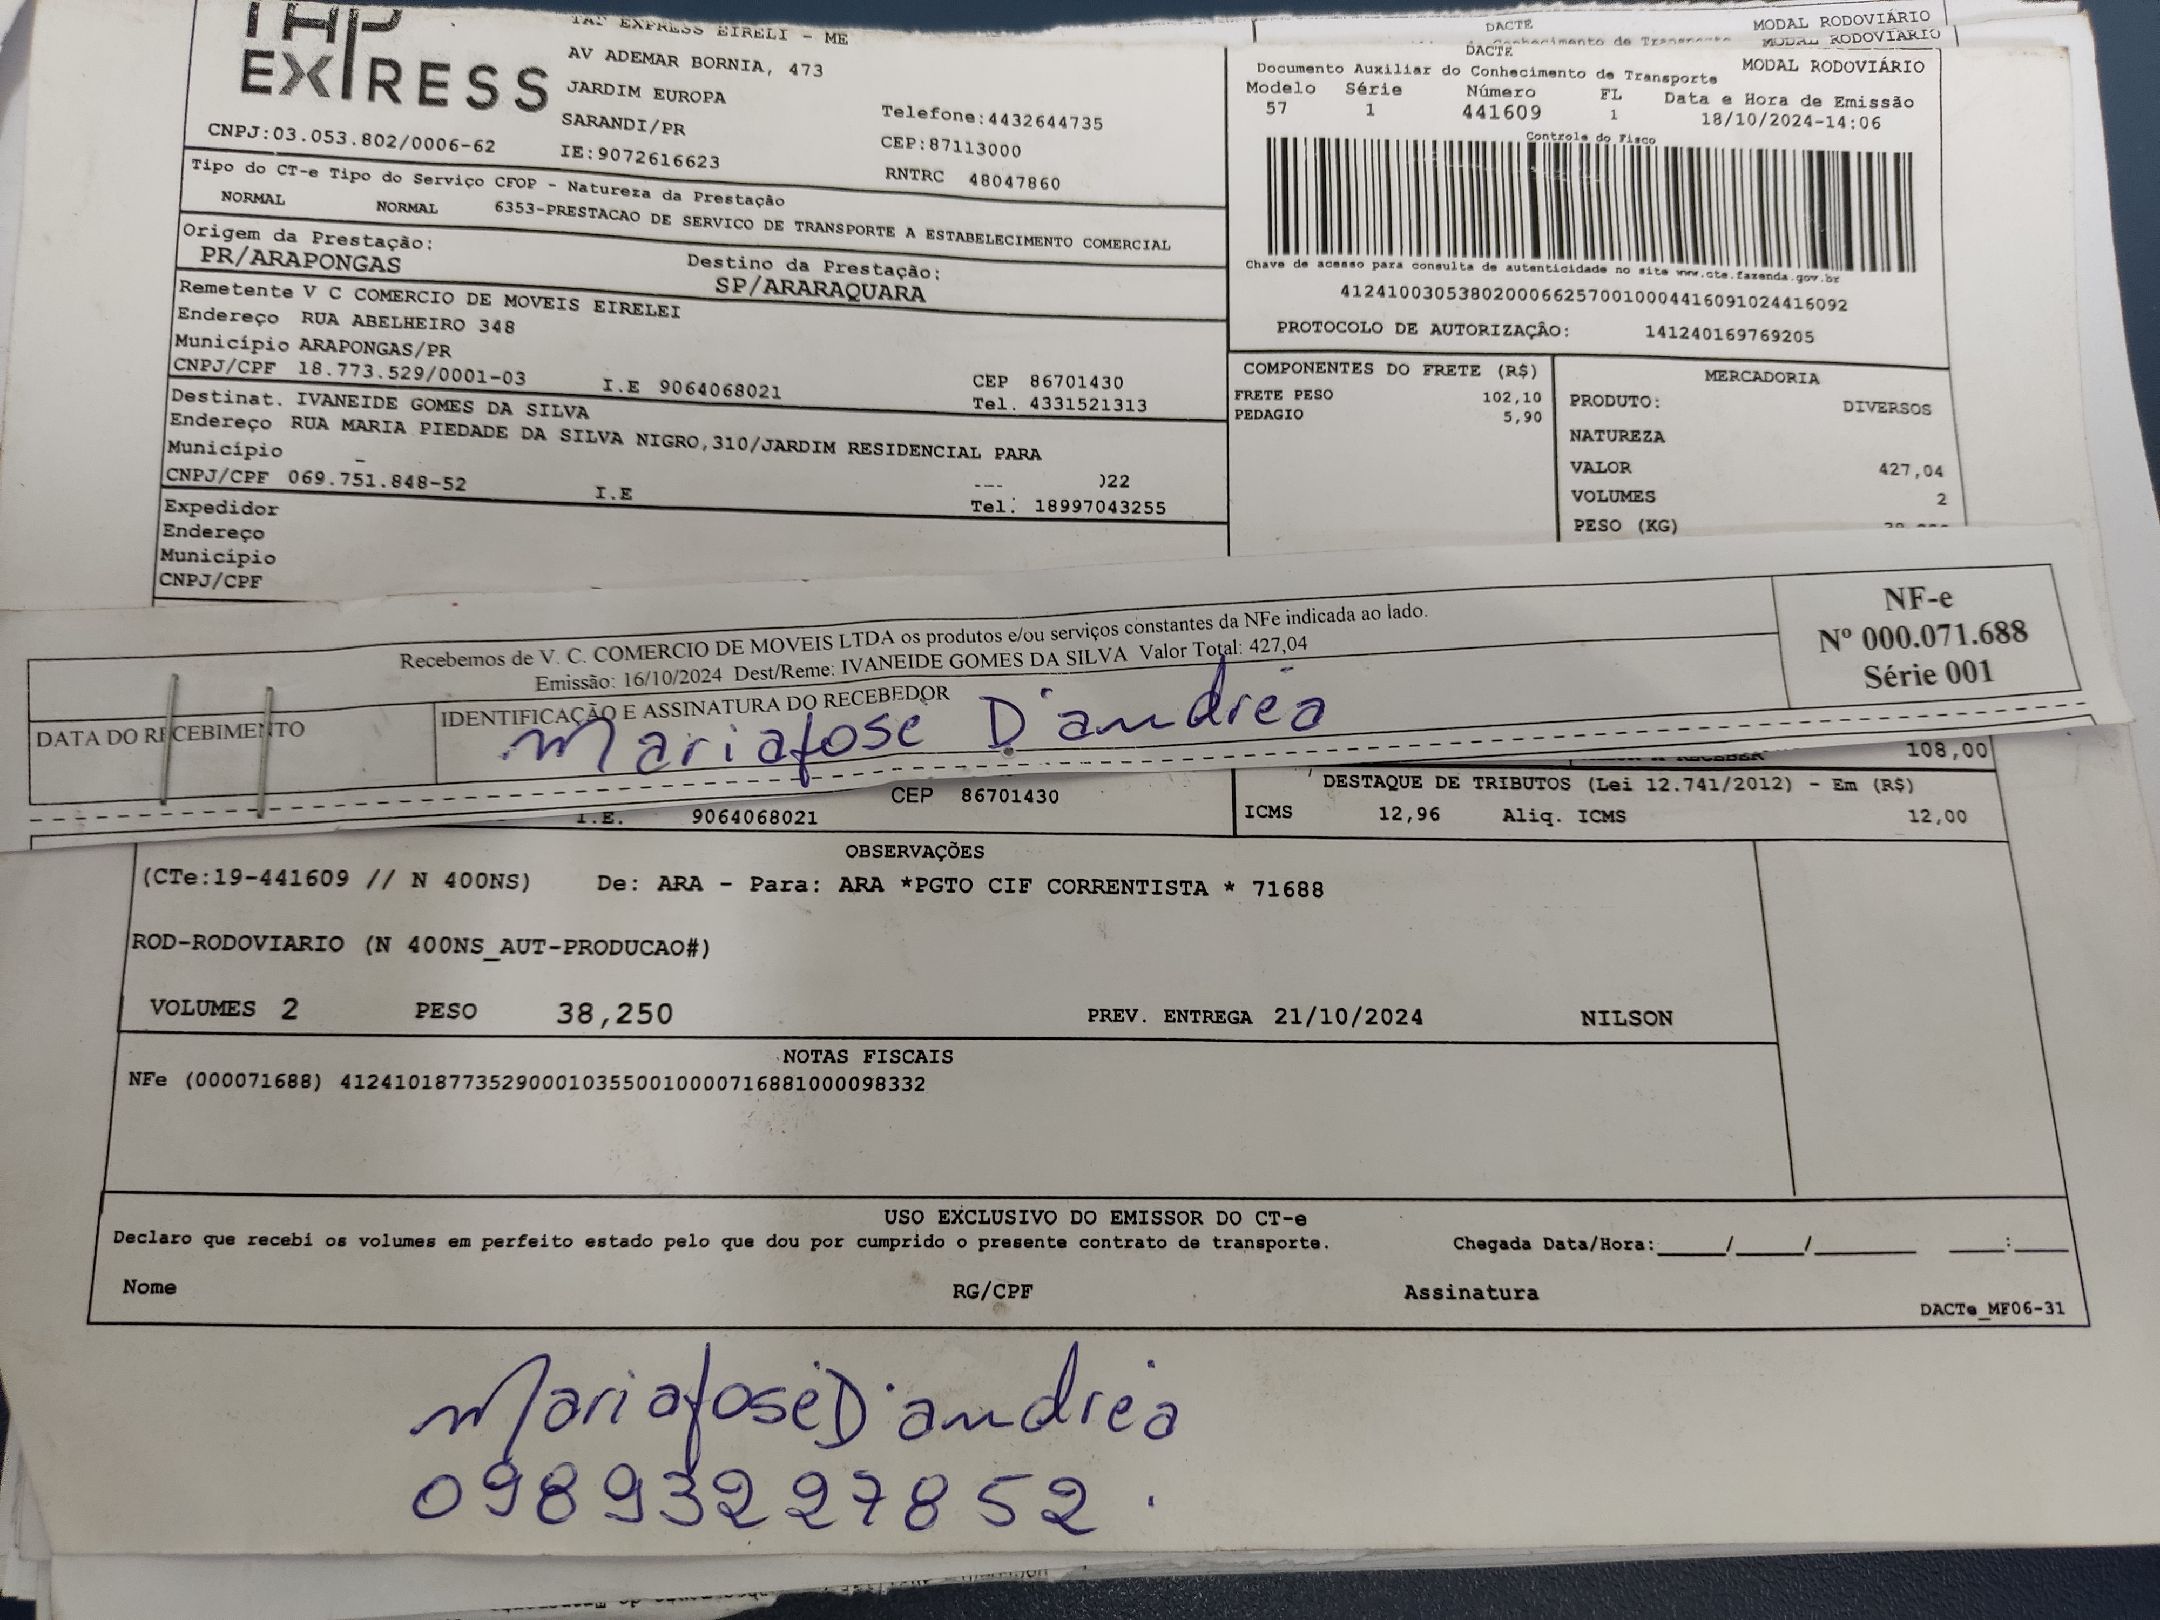 TAP EXPRESS
TAP EXPRESS EIRELI - ME
AV ADEMAR BORNIA, 473
JARDIM EUROPA
SARANDI/PR
Telefone:4432644735
CEP:87113000
CNPJ:03.053.802/0006-62
IE:9072616623
RNTRC 48047860
DACTE
MODAL RODOVIÁRIO
MODAL RODOVIÁRIO
DACTE
MODAL RODOVIÁRIO
Documento Auxiliar do Conhecimento de Transporte
Modelo Série Número FL Data e Hora de Emissão
57 1 441609 1 18/10/2024-14:06
Controle do Fisco
Chave de acesso para consulta de autenticidade no site www.cte.fazenda.gov.br
41241003053802000662570010004416091024416092
PROTOCOLO DE AUTORIZAÇÃO: 141240169769205
Tipo do CT-e Tipo do Serviço CFOP - Natureza da Prestação
NORMAL NORMAL 6353-PRESTACAO DE SERVICO DE TRANSPORTE A ESTABELECIMENTO COMERCIAL
Origem da Prestação: Destino da Prestação:
PR/ARAPONGAS SP/ARARAQUARA
Remetente V C COMERCIO DE MOVEIS EIRELEI
Endereço RUA ABELHEIRO 348
Município ARAPONGAS/PR CEP 86701430
CNPJ/CPF 18.773.529/0001-03 I.E 9064068021 Tel. 4331521313
Destinat. IVANEIDE GOMES DA SILVA
Endereço RUA MARIA PIEDADE DA SILVA NIGRO,310/JARDIM RESIDENCIAL PARA
Município )22
CNPJ/CPF 069.751.848-52 I.E Tel. 18997043255
Expedidor
Endereço
Município
CNPJ/CPF
COMPONENTES DO FRETE (R$)
FRETE PESO 102,10
PEDAGIO 5,90
MERCADORIA
PRODUTO: DIVERSOS
NATUREZA
VALOR 427,04
VOLUMES 2
PESO (KG)
Recebemos de V. C. COMERCIO DE MOVEIS LTDA os produtos e/ou serviços constantes da NFe indicada ao lado.
Emissão: 16/10/2024 Dest/Reme: IVANEIDE GOMES DA SILVA Valor Total: 427,04
DATA DO RECEBIMENTO
IDENTIFICAÇÃO E ASSINATURA DO RECEBEDOR
Maria José D'andréa
NF-e
Nº 000.071.688
Série 001
108,00
CEP 86701430
I.E. 9064068021
DESTAQUE DE TRIBUTOS (Lei 12.741/2012) - Em (R$)
ICMS 12,96 Aliq. ICMS 12,00
OBSERVAÇÕES
(CTe:19-441609 // N 400NS) De: ARA - Para: ARA *PGTO CIF CORRENTISTA * 71688
ROD-RODOVIARIO (N 400NS_AUT-PRODUCAO#)
VOLUMES 2 PESO 38,250 PREV. ENTREGA 21/10/2024 NILSON
NOTAS FISCAIS
NFe (000071688) 41241018773529000103550010000716881000098332
USO EXCLUSIVO DO EMISSOR DO CT-e
Declaro que recebi os volumes em perfeito estado pelo que dou por cumprido o presente contrato de transporte. Chegada Data/Hora:____/____/______ ___:___
Nome RG/CPF Assinatura
DACTe_MF06-31
Maria José D'andréa
09893227852.